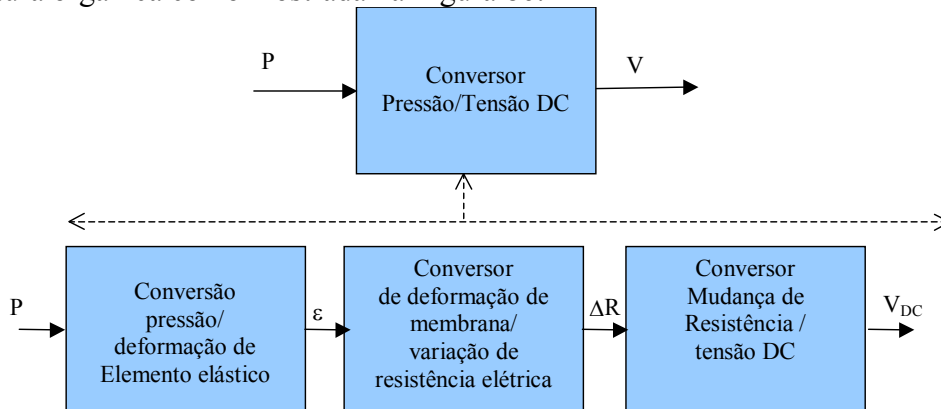 P
Conversor
Pressão/Tensão DC
V
P
Conversão
pressão/
deformação de
Elemento elástico
ε
Conversor
de deformação de
membrana/
variação de
resistência elétrica
ΔR
Conversor
Mudança de
Resistência /
tensão DC
V_DC